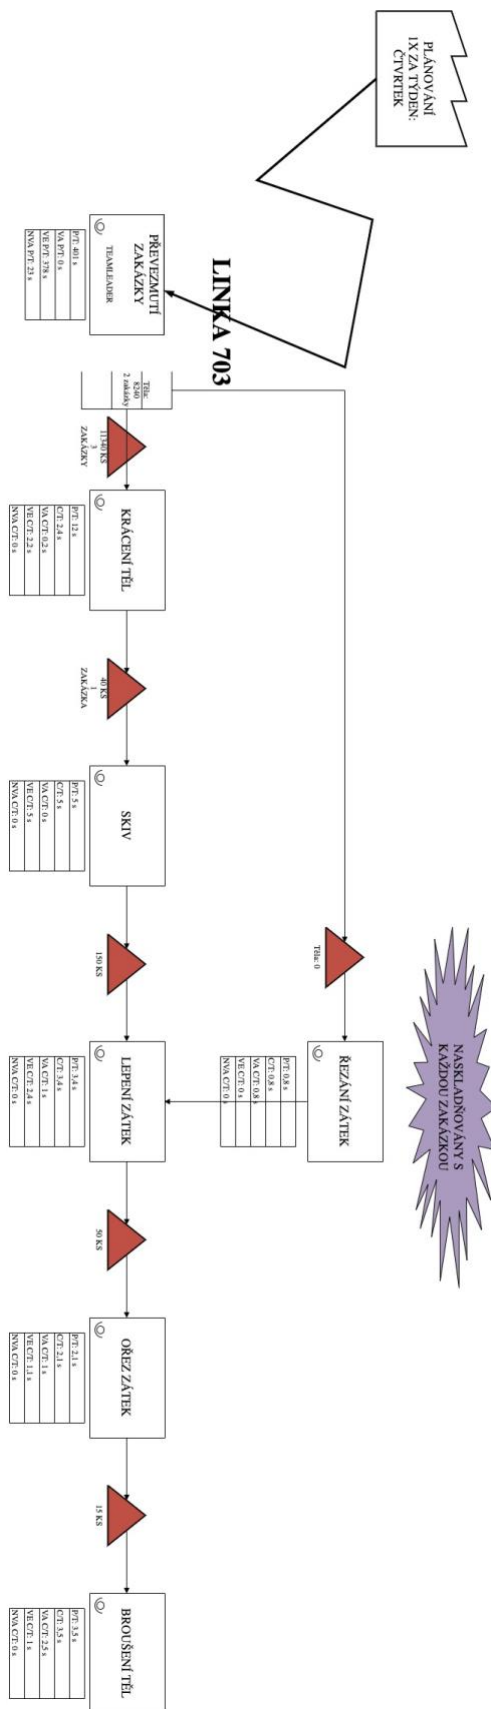 PLÁNOVÁNÍ
1X ZA TÝDEN:
ČTVRTEK
LINKA 703
PŘEVEZMUTÍ
ZAKÁZKY
TEAMLEADER
P/T: 401 s
VA P/T: 0 s
VE P/T: 378 s
NVA P/T: 23 s
Těla:
8240
2 zakázky
11340 KS
3
ZAKÁZKY
KRÁCENÍ TĚL
P/T: 12 s
C/T: 2,4 s
VA C/T: 0,2 s
VE C/T: 2,2 s
NVA C/T: 0 s
40 KS
1
ZAKÁZKA
SKIV
P/T: 5 s
C/T: 5 s
VA C/T: 0 s
VE C/T: 5 s
NVA C/T: 0 s
150 KS
NASKLADŇOVÁNY S
KAŽDOU ZAKÁZKOU
Těla: 0
ŘEZÁNÍ ZÁTEK
P/T: 0,8 s
C/T: 0,8 s
VA C/T: 0,8 s
VE C/T: 0 s
NVA C/T: 0 s
LEPENÍ ZÁTEK
P/T: 3,4 s
C/T: 3,4 s
VA C/T: 1 s
VE C/T: 2,4 s
NVA C/T: 0 s
50 KS
OŘEZ ZÁTEK
P/T: 2,1 s
C/T: 2,1 s
VA C/T: 1 s
VE C/T: 1,1 s
NVA C/T: 0 s
15 KS
BROUŠENÍ TĚL
P/T: 3,5 s
C/T: 3,5 s
VA C/T: 2,5 s
VE C/T: 1 s
NVA C/T: 0 s